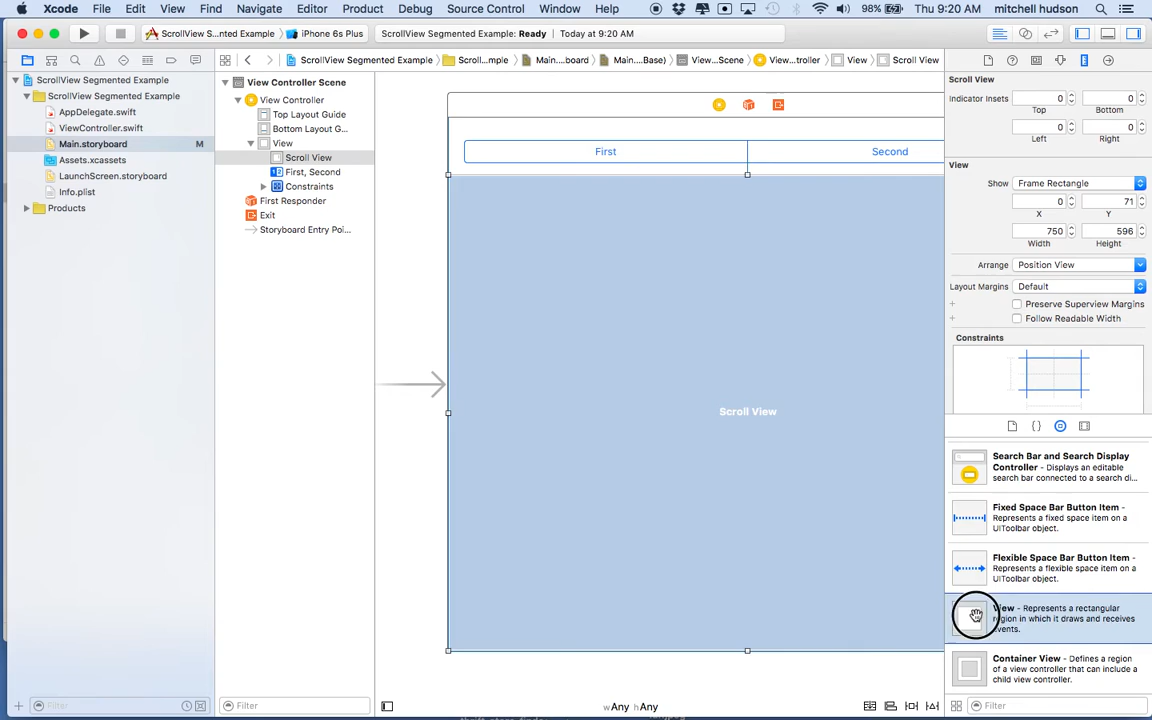 Xcode File Edit View Find Navigate Editor Product Debug Source Control Window Help 98% Thu 9:20 AM mitchell hudson
ScrollView S...nted Example iPhone 6s Plus ScrollView Segmented Example: Ready Today at 9:20 AM
ScrollView Segmented Example Scroll...mple Main....board Main....Base) View...Scene View...troller View Scroll View
ScrollView Segmented Example
ScrollView Segmented Example
AppDelegate.swift
ViewController.swift
Main.storyboard M
Assets.xcassets
LaunchScreen.storyboard
Info.plist
Products
View Controller Scene
View Controller
Top Layout Guide
Bottom Layout G...
View
Scroll View
First, Second
Constraints
First Responder
Exit
Storyboard Entry Poi...
First Second
Scroll View
Scroll View
Indicator Insets 0 0
Top Bottom
0 0
Left Right
View
Show Frame Rectangle
0 71
X Y
750 596
Width Height
Arrange Position View
Layout Margins Default
Preserve Superview Margins
Follow Readable Width
Constraints
Search Bar and Search Display
Controller - Displays an editable
search bar connected to a search di...
Fixed Space Bar Button Item -
Represents a fixed space item on a
UIToolbar object.
Flexible Space Bar Button Item -
Represents a flexible space item on
a UIToolbar object.
View - Represents a rectangular
region in which it draws and receives
events.
Container View - Defines a region
of a view controller that can include a
child view controller.
Filter Filter wAny hAny Filter